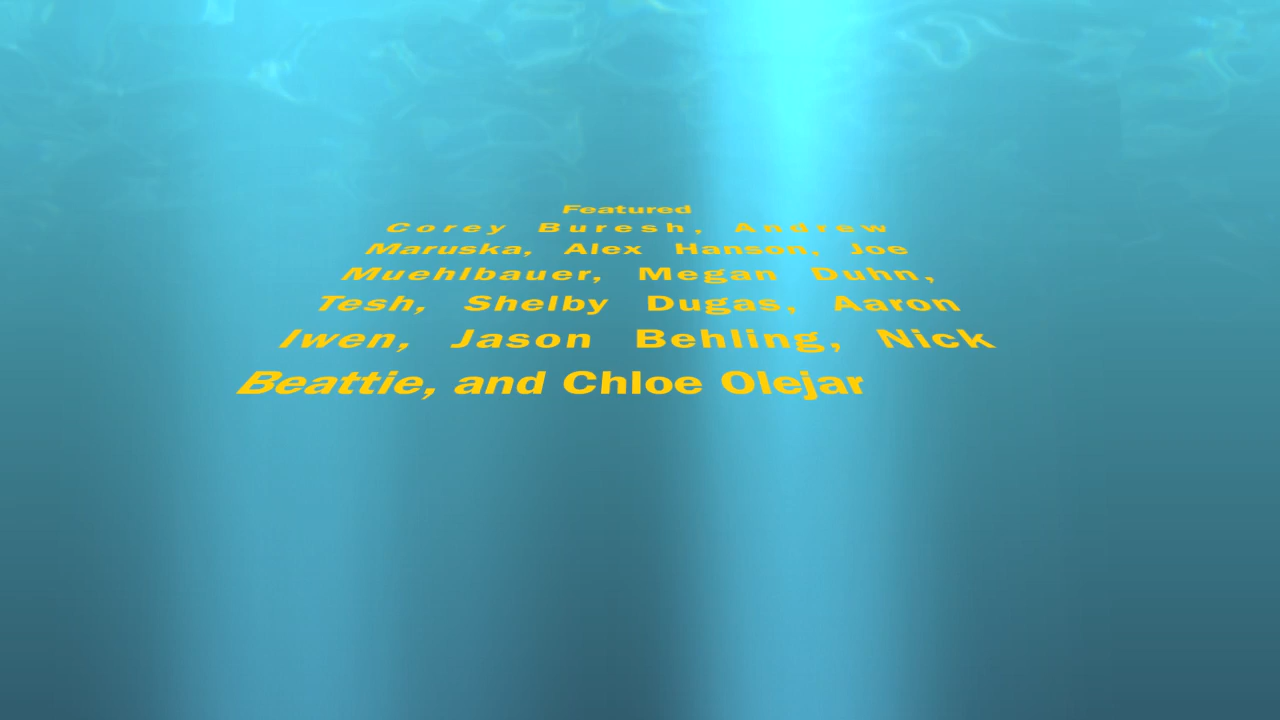 Featured
Corey Buresh, Andrew
Maruska, Alex Hanson, Joe
Muehlbauer, Megan Duhn,
Tesh, Shelby Dugas, Aaron
Iwen, Jason Behling, Nick
Beattie, and Chloe Olejar